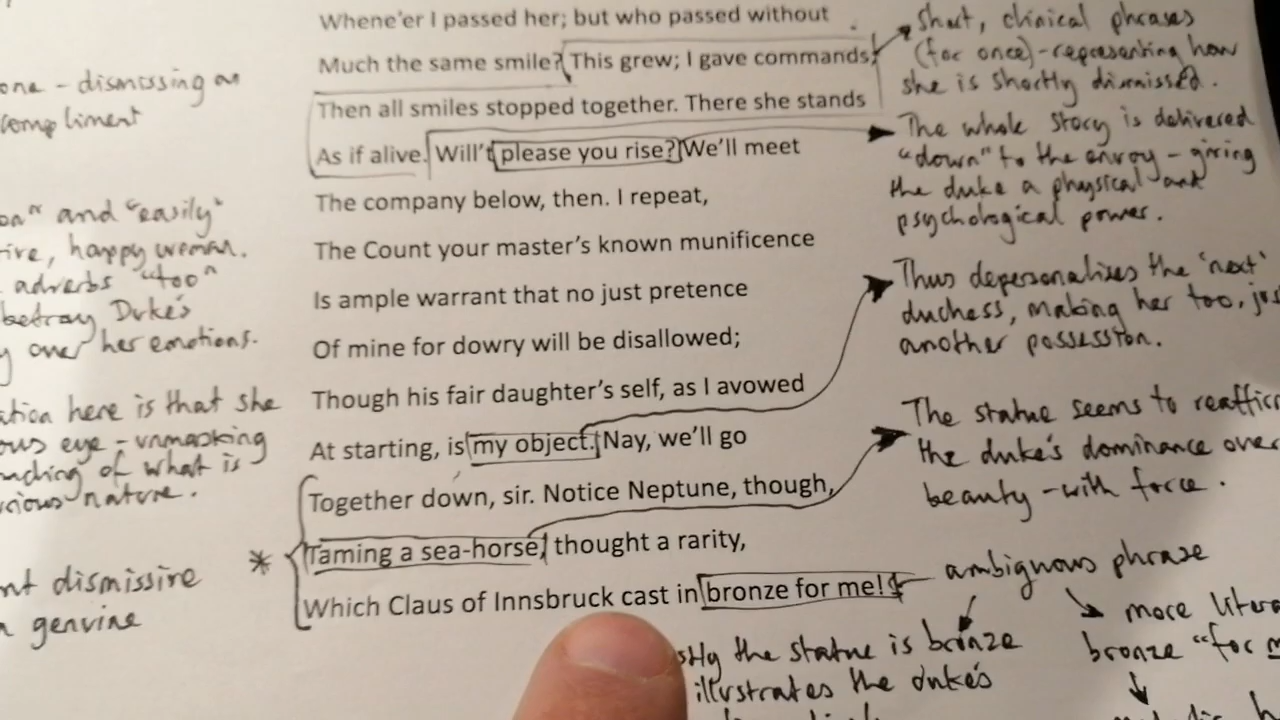 Whene'er I passed her; but who passed without
Much the same smile? This grew; I gave commands;
Then all smiles stopped together. There she stands
As if alive. Will't please you rise? We'll meet
The company below, then. I repeat,
The Count your master's known munificence
Is ample warrant that no just pretence
Of mine for dowry will be disallowed;
Though his fair daughter's self, as I avowed
At starting, is my object. Nay, we'll go
Together down, sir. Notice Neptune, though,
Taming a sea-horse, thought a rarity,
Which Claus of Innsbruck cast in bronze for me!
one - dismissing
compliment
and "easily"
happy woman.
adverbs "too"
betray Duke's
over her emotions.
here is that she
eye - unmasking
of what is
nature.
dismissive
genuine
*
Short, clinical phrases
(for once) - representing how
she is shortly dismissed.
The whole story is delivered
"down" to the envoy - giving
the duke a physical and
psychological power.
Thus depersonalises the 'next'
duchess, making her too,
another possession.
The statue seems to
the duke's dominance over
beauty - with force.
ambiguous phrase
more
bronze "for
the statue is bronze
illustrates the duke's